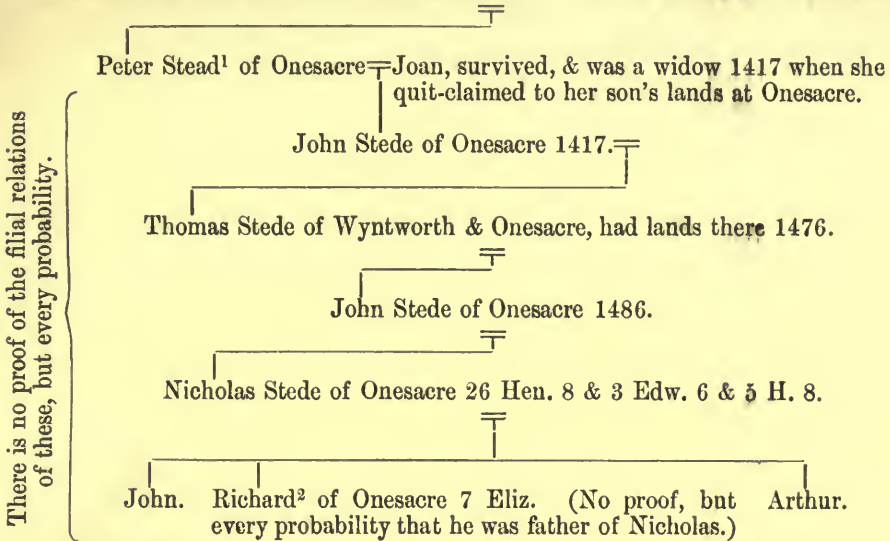 Peter Stead¹ of Onesacre Joan, survived, & was a widow 1417 when she
quit-claimed to her son's lands at Onesacre.
John Stede of Onesacre 1417.
Thomas Stede of Wyntworth & Onesacre, had lands there 1476.
John Stede of Onesacre 1486.
Nicholas Stede of Onesacre 26 Hen. 8 & 3 Edw. 6 & 5 H. 8.
John. Richard² of Onesacre 7 Eliz. (No proof, but Arthur.
every probability that he was father of Nicholas.)
There is no proof of the filial relations
of these, but every probability.